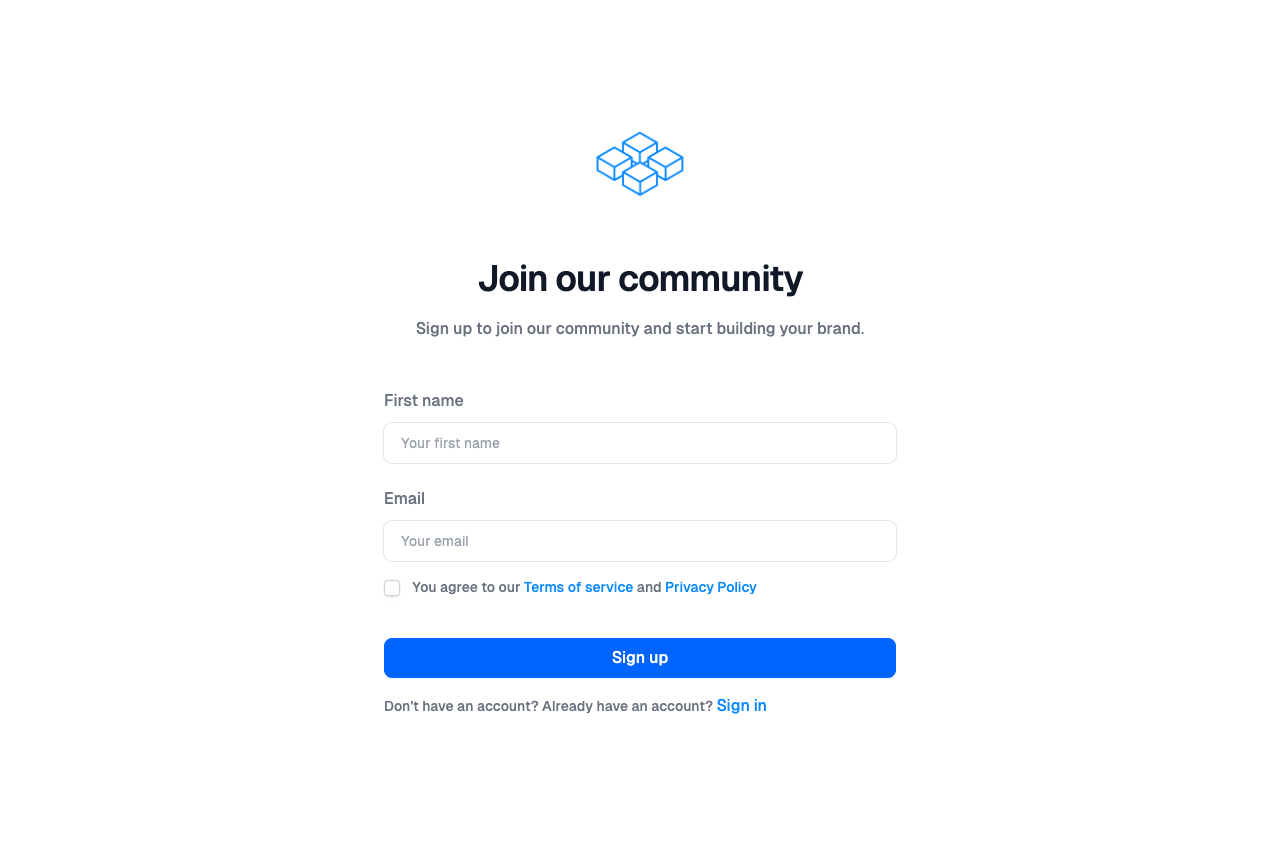 Join our community
Sign up to join our community and start building your brand.
First name
Your first name
Email
Your email
You agree to our Terms of service and Privacy Policy
Sign up
Don't have an account? Already have an account? Sign in